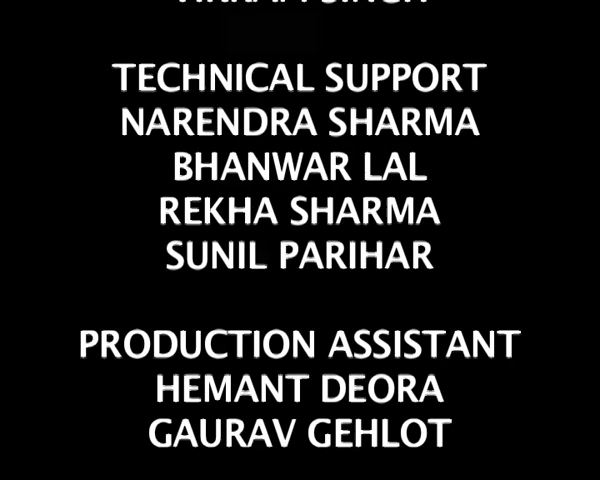 TECHNICAL SUPPORT
NARENDRA SHARMA
BHANWAR LAL
REKHA SHARMA
SUNIL PARIHAR
PRODUCTION ASSISTANT
HEMANT DEORA
GAURAV GEHLOT